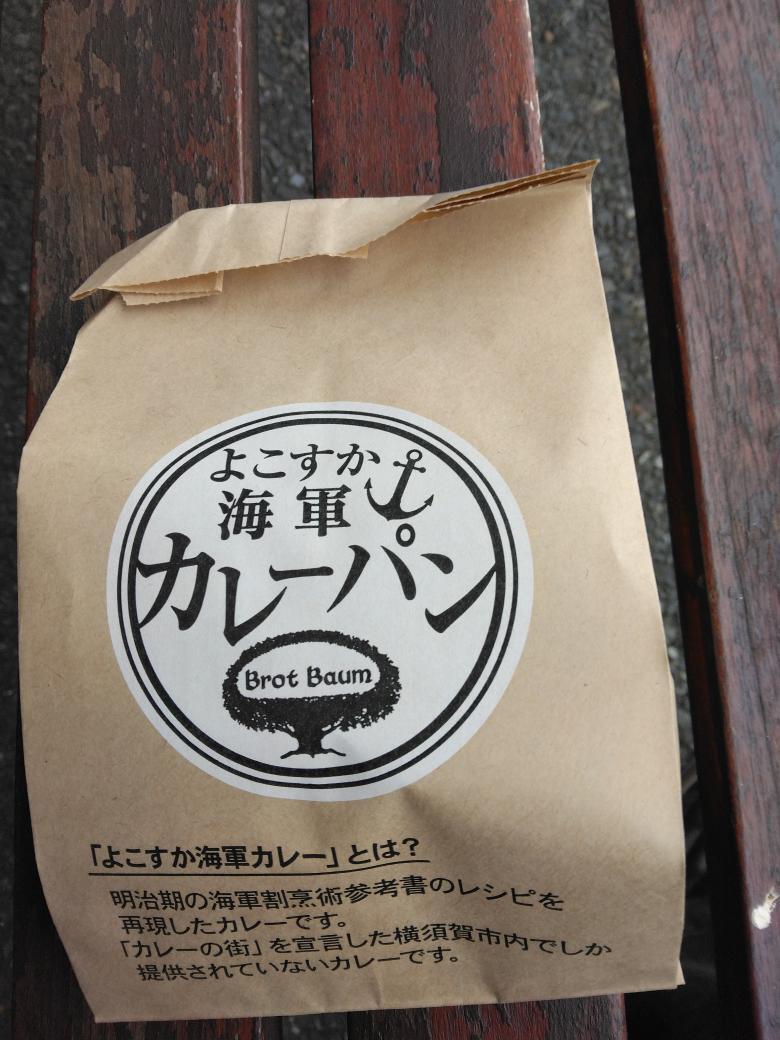 よこすか
海軍
カレーパン
Brot Baum
「よこすか海軍カレー」とは?
明治期の海軍割烹術参考書のレシピを
再現したカレーです。
「カレーの街」を宣言した横須賀市内でしか
提供されていないカレーです。